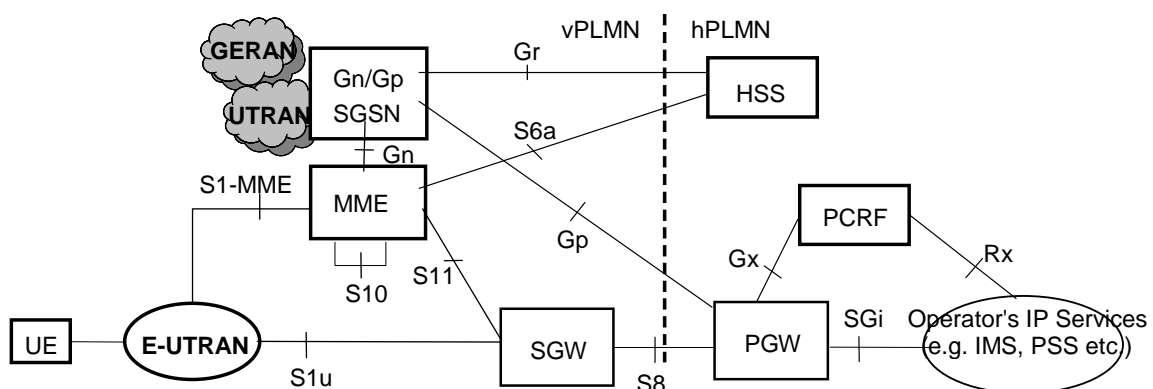 vPLMN
hPLMN
GERAN
Gr
Gn/Gp
SGSN
HSS
UTRAN
S6a
Gn
S1-MME
MME
PCRF
Gp
Gx
Rx
S11
S10
SGi
Operator's IP Services
e.g. IMS, PSS etc.)
UE
E-UTRAN
SGW
PGW
S1u
S8